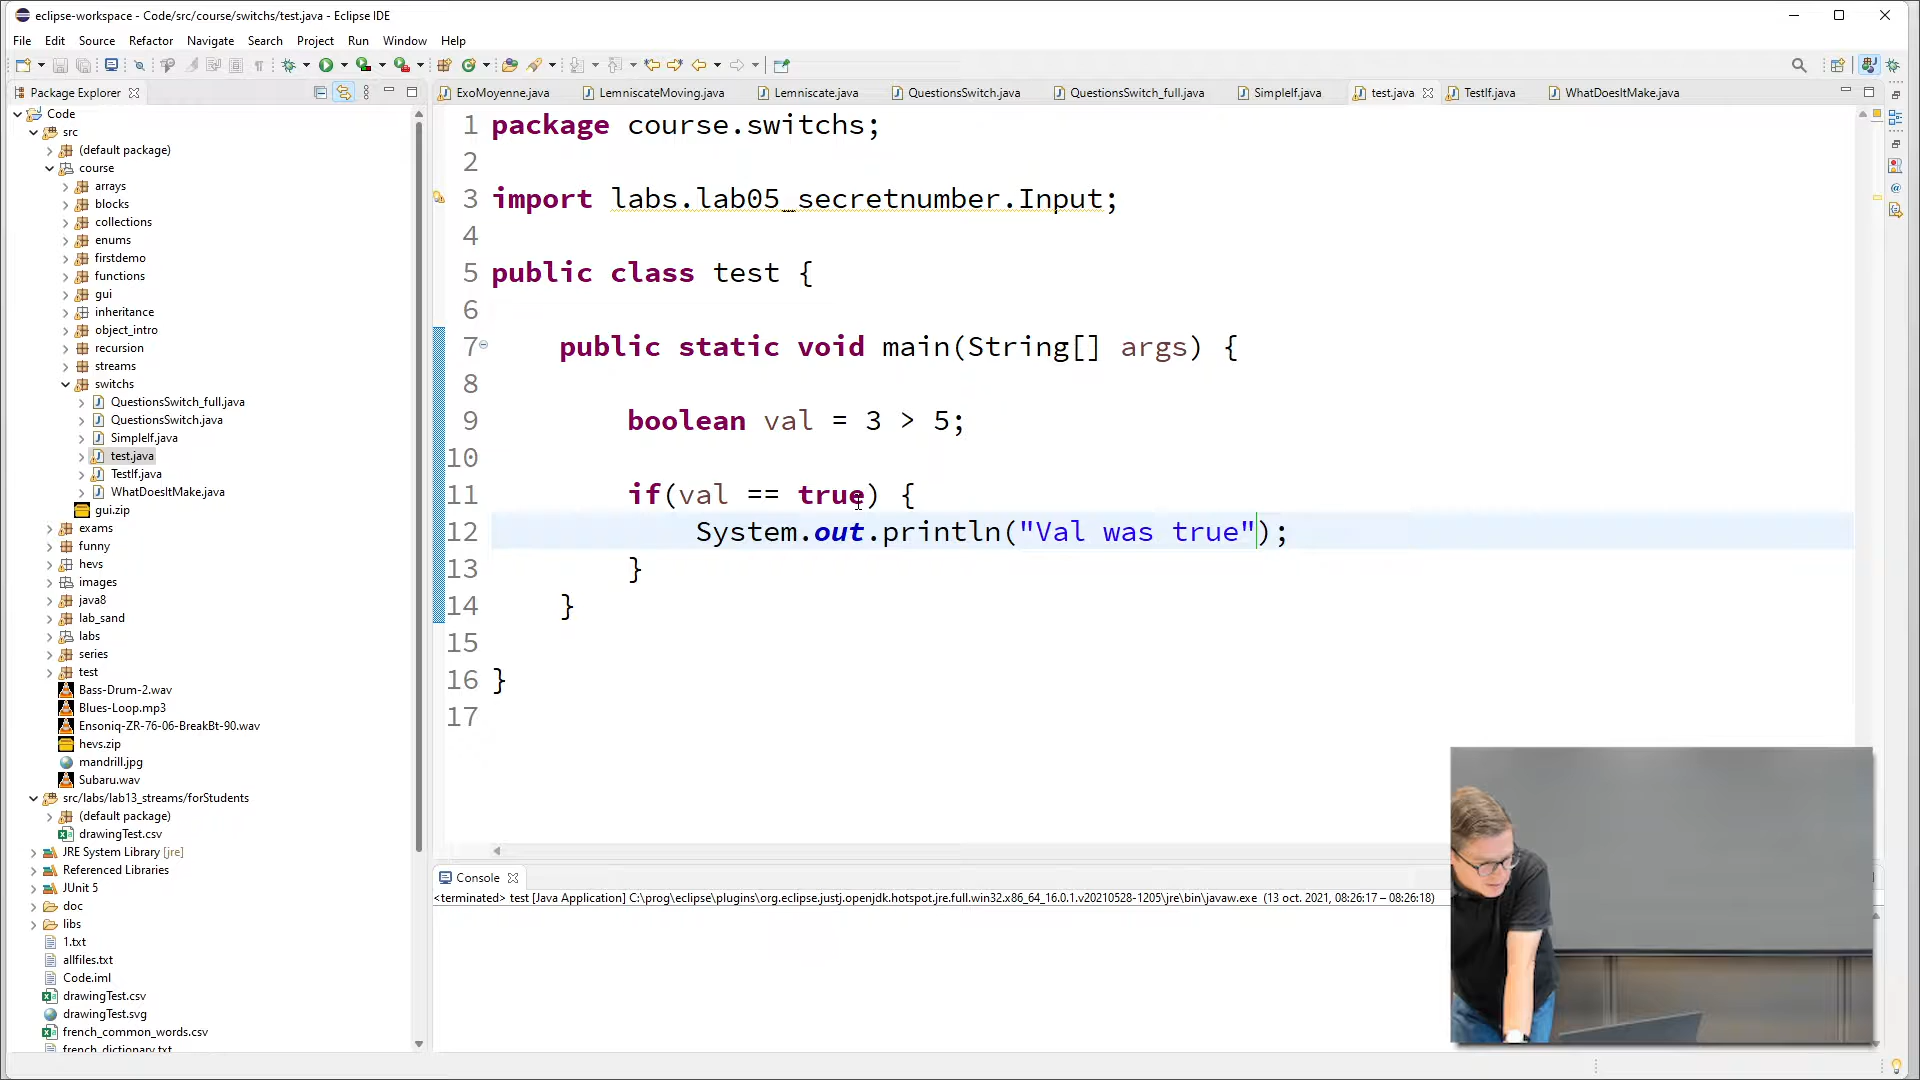 eclipse-workspace - Code/src/course/switchs/test.java - Eclipse IDE
File Edit Source Refactor Navigate Search Project Run Window Help
Package Explorer
Code
src
(default package)
course
arrays
blocks
collections
enums
firstdemo
functions
gui
inheritance
object_intro
recursion
streams
switchs
QuestionsSwitch_full.java
QuestionsSwitch.java
SimpleIf.java
test.java
TestIf.java
WhatDoesItMake.java
gui.zip
exams
funny
hevs
images
java8
lab_sand
labs
series
test
Bass-Drum-2.wav
Blues-Loop.mp3
Ensoniq-ZR-76-06-BreakBt-90.wav
hevs.zip
mandrill.jpg
Subaru.wav
src/labs/lab13_streams/forStudents
(default package)
drawingTest.csv
JRE System Library [jre]
Referenced Libraries
JUnit 5
doc
libs
1.txt
allfiles.txt
Code.iml
drawingTest.csv
drawingTest.svg
french_common_words.csv
french_dictionary.txt
ExoMoyenne.java LemniscateMoving.java Lemniscate.java QuestionsSwitch.java QuestionsSwitch_full.java SimpleIf.java test.java TestIf.java WhatDoesItMake.java
1 package course.switchs;
2
3 import labs.lab05_secretnumber.Input;
4
5 public class test {
6
7 public static void main(String[] args) {
8
9 boolean val = 3 > 5;
10
11 if(val == true) {
12 System.out.println("Val was true");
13 }
14 }
15
16 }
17
Console
<terminated> test [Java Application] C:\prog\eclipse\plugins\org.eclipse.justj.openjdk.hotspot.jre.full.win32.x86_64_16.0.1.v20210528-1205\jre\bin\javaw.exe (13 oct. 2021, 08:26:17 – 08:26:18)